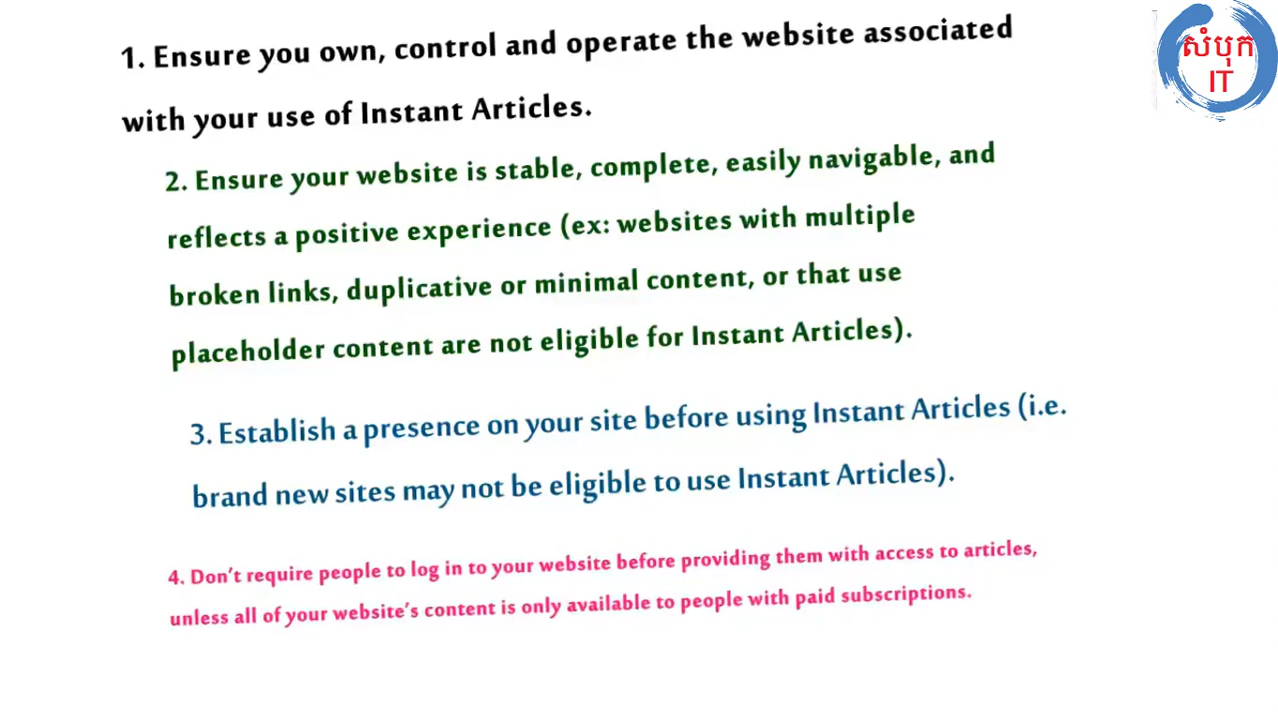 សំបុក
IT
1. Ensure you own, control and operate the website associated
with your use of Instant Articles.
2. Ensure your website is stable, complete, easily navigable, and
reflects a positive experience (ex: websites with multiple
broken links, duplicative or minimal content, or that use
placeholder content are not eligible for Instant Articles).
3. Establish a presence on your site before using Instant Articles (i.e.
brand new sites may not be eligible to use Instant Articles).
4. Don't require people to log in to your website before providing them with access to articles,
unless all of your website's content is only available to people with paid subscriptions.